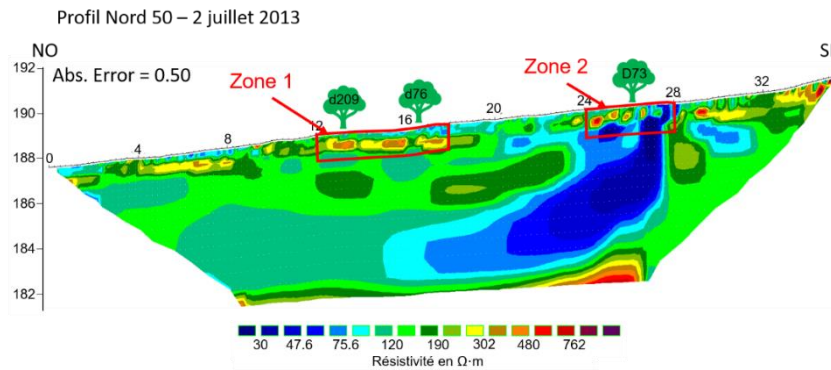 Profil Nord 50 – 2 juillet 2013
NO
S
192
Abs. Error = 0.50
Zone 1
Zone 2
d209
d76
D73
190
188
186
184
182
0
4
8
12
16
20
24
28
32
30 47.6 75.6 120 190 302 480 762
Résistivité en Ω·m